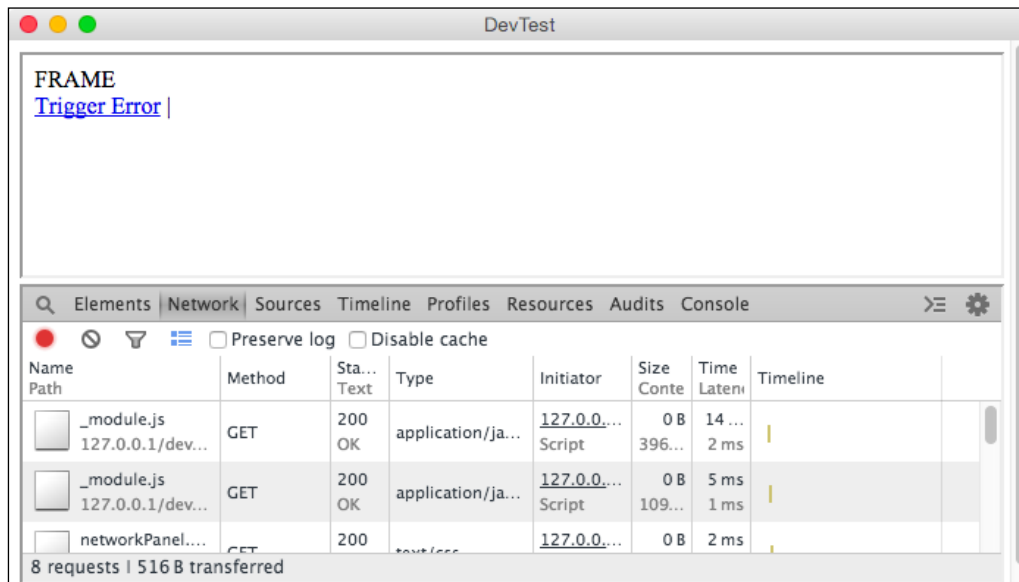 DevTest
FRAME
Trigger Error |
Elements Network Sources Timeline Profiles Resources Audits Console
Preserve log Disable cache
Name Path Method Sta... Text Type Initiator Size Conte Time Laten Timeline
_module.js GET 200 application/ja... 127.0.0.... 0 B 14 ...
127.0.0.1/dev... OK Script 396... 2 ms
_module.js GET 200 application/ja... 127.0.0.... 0 B 5 ms
127.0.0.1/dev... OK Script 109... 1 ms
networkPanel.... GET 200 text/css 127.0.0.... 0 B 2 ms
8 requests | 516 B transferred